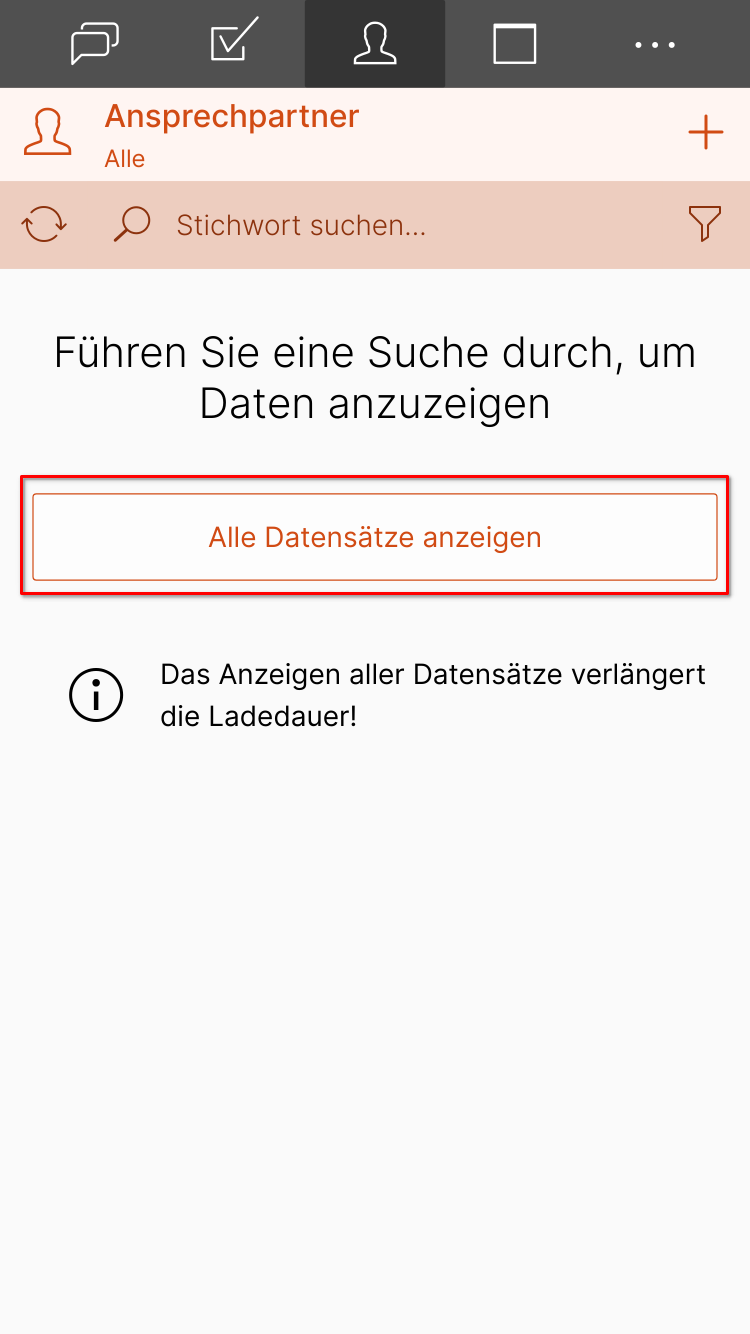 Ansprechpartner
Alle
Stichwort suchen...
Führen Sie eine Suche durch, um
Daten anzuzeigen
Alle Datensätze anzeigen
Das Anzeigen aller Datensätze verlängert
die Ladedauer!